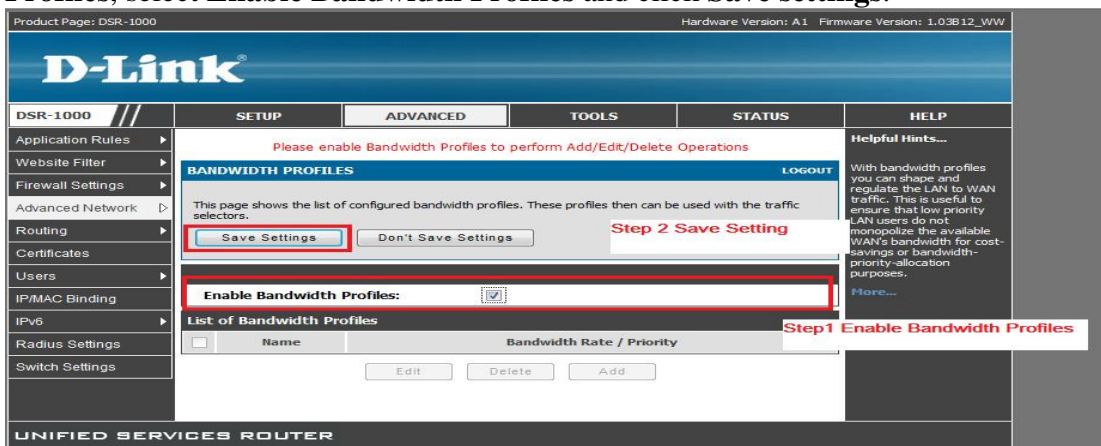 Profiles, select Enable Bandwidth Profiles and click Save settings.
Product Page: DSR-1000
Hardware Version: A1 Firmware Version: 1.03B12_WW
D-Link®
DSR-1000
SETUP
ADVANCED
TOOLS
STATUS
HELP
Application Rules
Website Filter
Firewall Settings
Advanced Network
Routing
Certificates
Users
IP/MAC Binding
IPv6
Radius Settings
Switch Settings
Please enable Bandwidth Profiles to perform Add/Edit/Delete Operations
BANDWIDTH PROFILES
LOGOUT
This page shows the list of configured bandwidth profiles. These profiles then can be used with the traffic
selectors.
Save Settings
Don't Save Settings
Step 2 Save Setting
Enable Bandwidth Profiles:
Step1 Enable Bandwidth Profiles
List of Bandwidth Profiles
Name
Bandwidth Rate / Priority
Edit
Delete
Add
Helpful Hints...
With bandwidth profiles
you can shape and
regulate the LAN to WAN
traffic. This is useful to
ensure that low priority
LAN users do not
monopolize the available
WAN's bandwidth for cost-
savings or bandwidth-
priority-allocation
purposes.
More...
UNIFIED SERVICES ROUTER